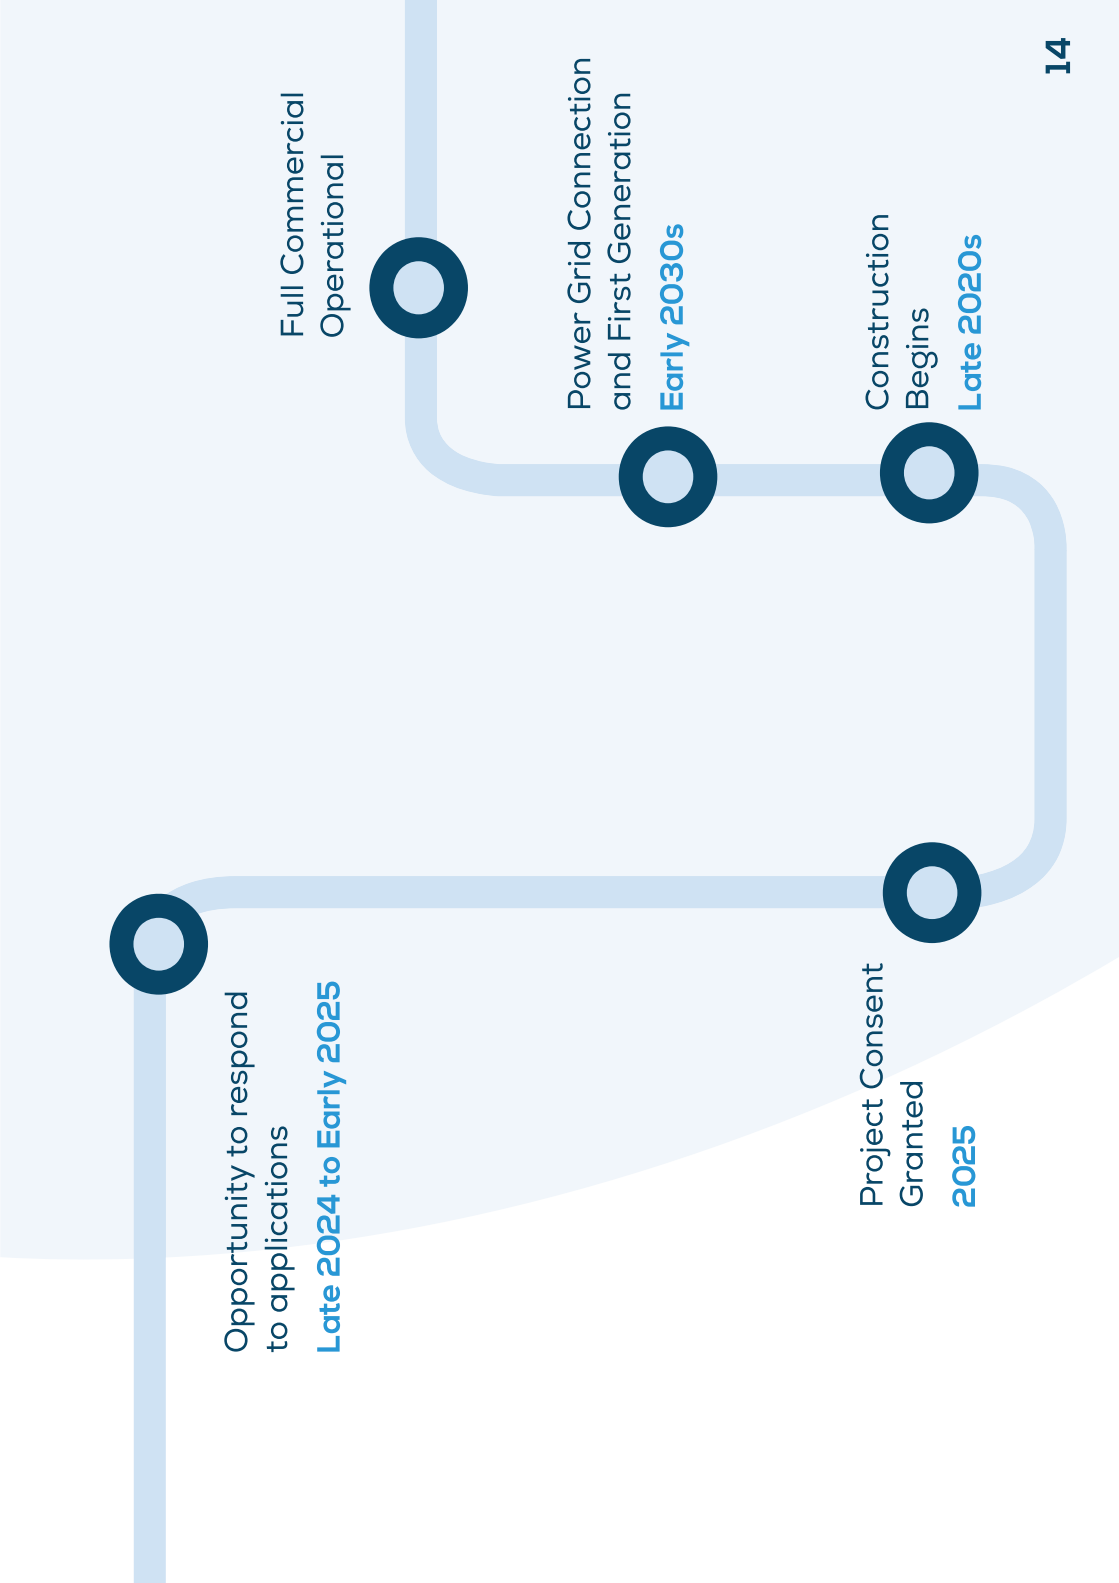 Opportunity to respond
to applications
Late 2024 to Early 2025
Project Consent
Granted
2025
Construction
Begins
Late 2020s
Power Grid Connection
and First Generation
Early 2030s
Full Commercial
Operational
14